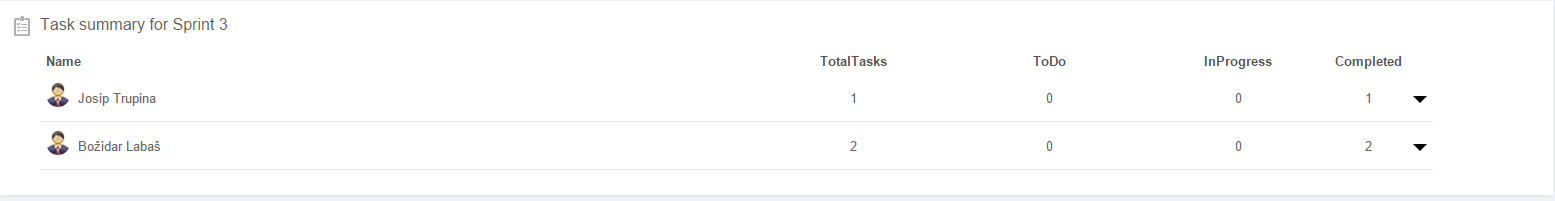 Task summary for Sprint 3
Name TotalTasks ToDo InProgress Completed
Josip Trupina 1 0 0 1
Božidar Labaš 2 0 0 2